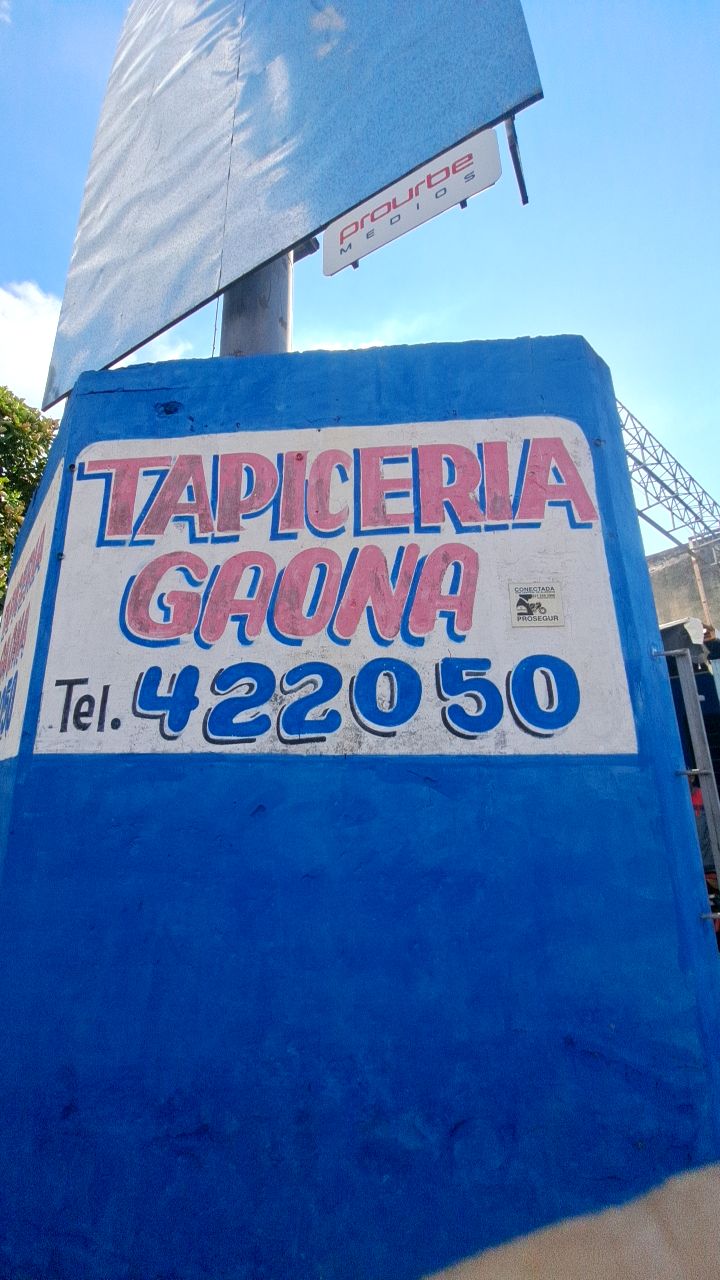 prourbe
MEDIOS
TAPICERIA
GAONA
Tel. 422050
CONECTADA
PROSEGUR